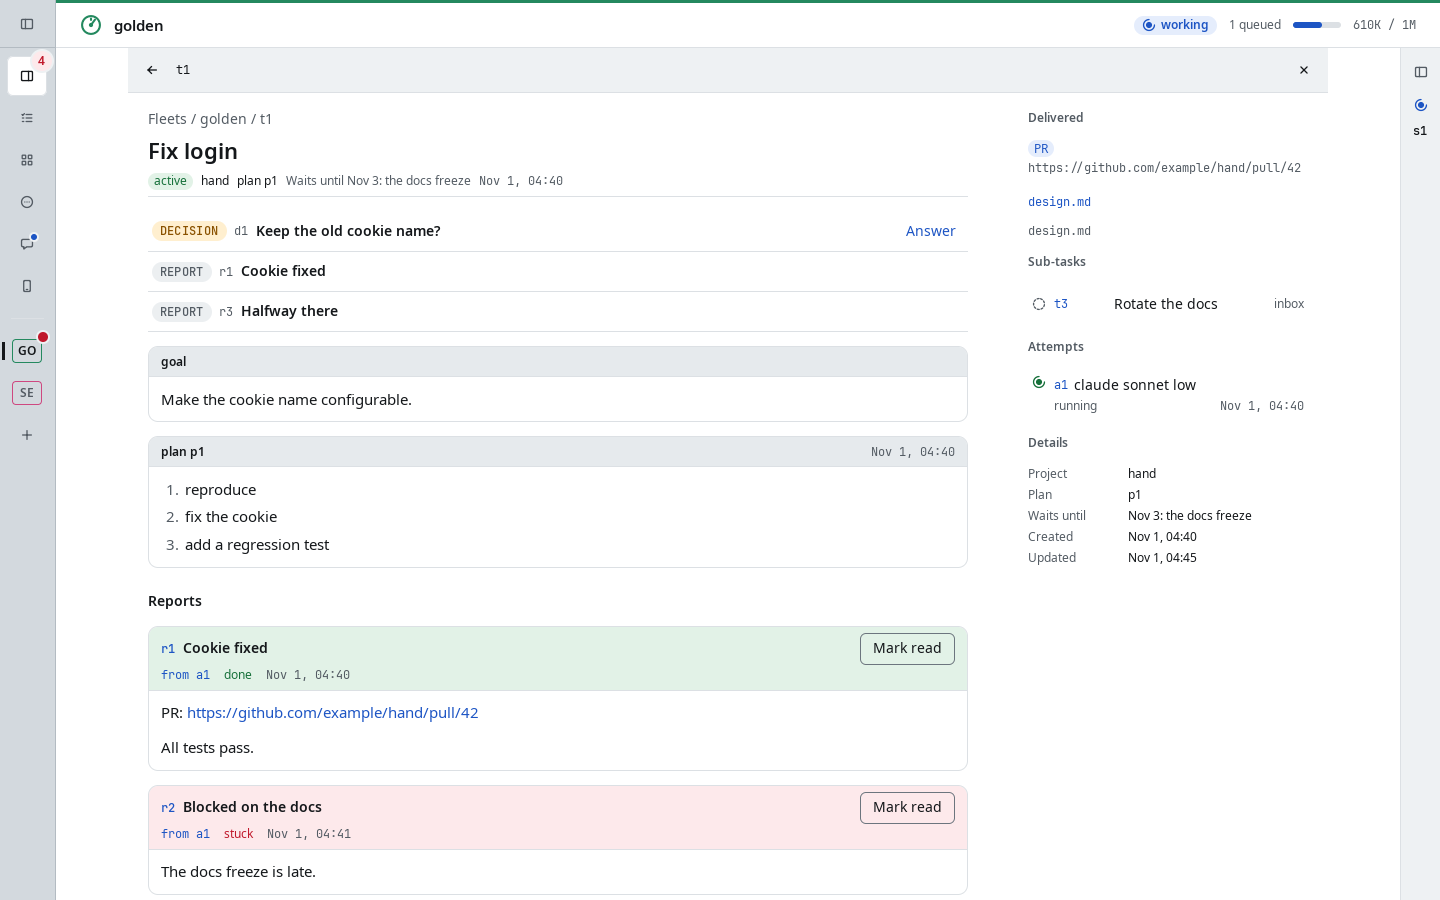 golden
working
1 queued
610K / 1M
4
t1
s1
GO
SE
Fleets / golden / t1
Fix login
active hand plan p1 Waits until Nov 3: the docs freeze Nov 1, 04:40
DECISION d1 Keep the old cookie name? Answer
REPORT r1 Cookie fixed
REPORT r3 Halfway there
goal
Make the cookie name configurable.
plan p1 Nov 1, 04:40
1. reproduce
2. fix the cookie
3. add a regression test
Reports
r1 Cookie fixed Mark read
from a1 done Nov 1, 04:40
PR: https://github.com/example/hand/pull/42
All tests pass.
r2 Blocked on the docs Mark read
from a1 stuck Nov 1, 04:41
The docs freeze is late.
Delivered
PR
https://github.com/example/hand/pull/42
design.md
design.md
Sub-tasks
t3 Rotate the docs inbox
Attempts
a1 claude sonnet low
running Nov 1, 04:40
Details
Project hand
Plan p1
Waits until Nov 3: the docs freeze
Created Nov 1, 04:40
Updated Nov 1, 04:45